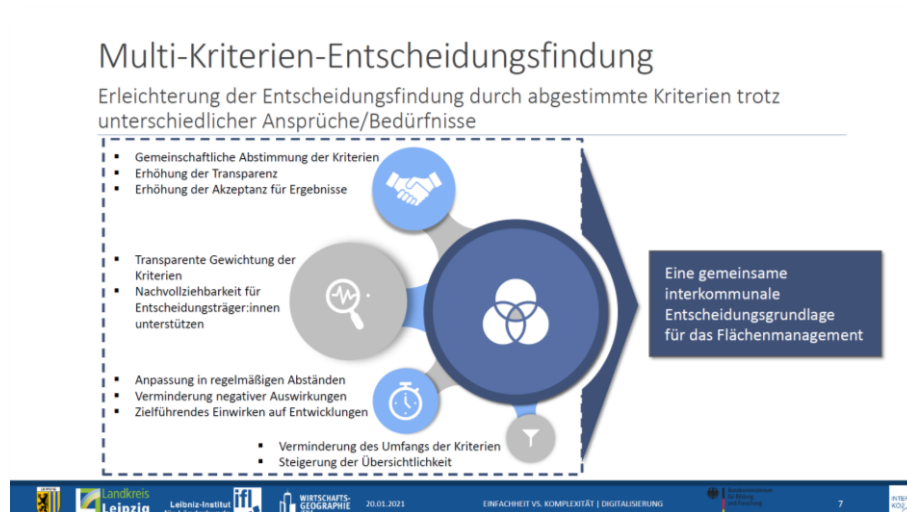 Multi-Kriterien-Entscheidungsfindung
Erleichterung der Entscheidungsfindung durch abgestimmte Kriterien trotz
unterschiedlicher Ansprüche/Bedürfnisse
▪ Gemeinschaftliche Abstimmung der Kriterien
▪ Erhöhung der Transparenz
▪ Erhöhung der Akzeptanz für Ergebnisse
▪ Transparente Gewichtung der
Kriterien
▪ Nachvollziehbarkeit für
Entscheidungsträger:innen
unterstützen
▪ Anpassung in regelmäßigen Abständen
▪ Verminderung negativer Auswirkungen
▪ Zielführendes Einwirken auf Entwicklungen
▪ Verminderung des Umfangs der Kriterien
▪ Steigerung der Übersichtlichkeit
Eine gemeinsame
interkommunale
Entscheidungsgrundlage
für das Flächenmanagement
Landkreis
Leipzig
Leibniz-Institut
ifl
WIRTSCHAFTS-
GEOGRAPHIE
20.01.2021
EINFACHHEIT VS. KOMPLEXITÄT | DIGITALISIERUNG
7